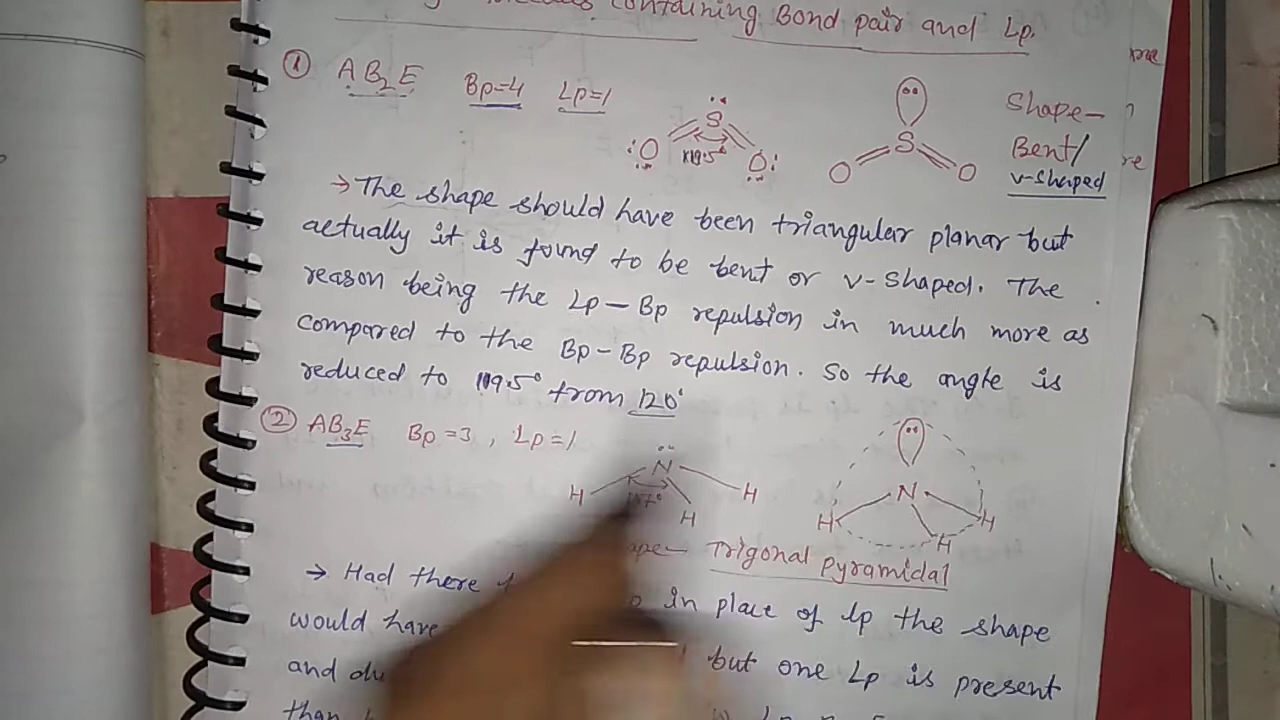 containing Bond pair and Lp.
① AB₂E Bp=4 Lp=1
S
O O
119.5°
S
O O
Shape-
Bent/
v-shaped
→ The shape should have been triangular planar but
actually it is found to be bent or v-shaped. The
reason being the Lp-Bp repulsion in much more as
compared to the Bp-Bp repulsion. So the angle is
reduced to 119.5° from 120°
② AB₃E Bp=3, Lp=1
N
H H H
N
H H H
Trigonal pyramidal
→ Had there in place of lp the shape
would have
and but one Lp is present